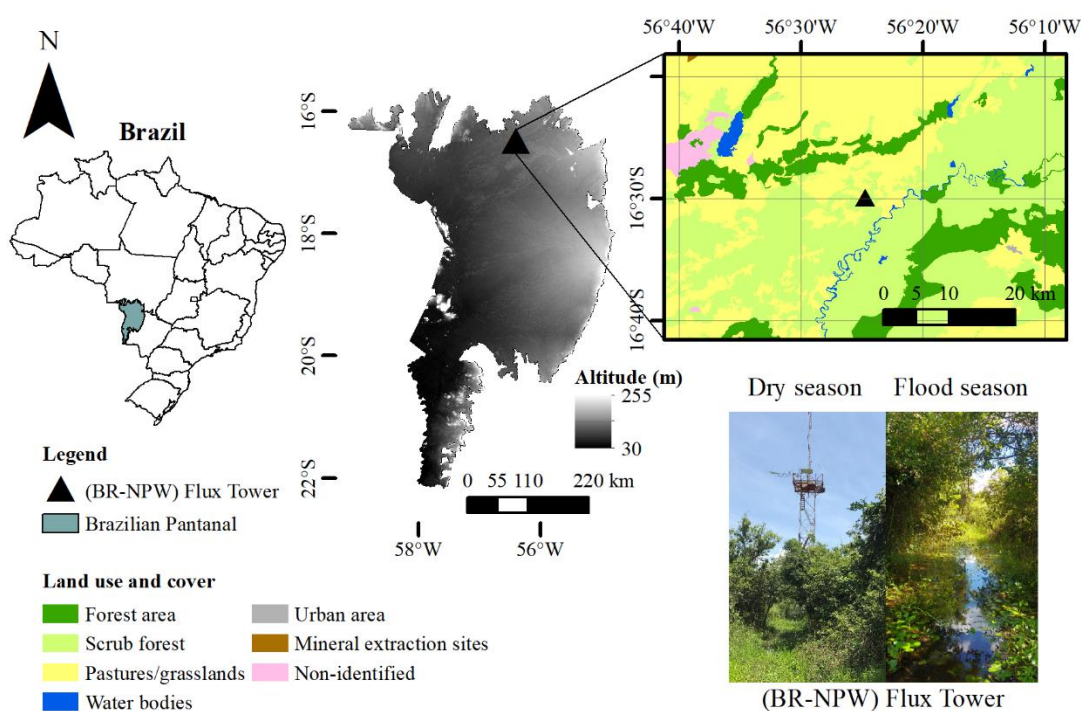 N
Brazil
16°S
18°S
20°S
22°S
58°W
56°W
Altitude (m)
255
30
0 55 110 220 km
56°40'W 56°30'W 56°20'W 56°10'W
16°30'S
16°40'S
0 5 10 20 km
Legend
(BR-NPW) Flux Tower
Brazilian Pantanal
Land use and cover
Forest area
Scrub forest
Pastures/grasslands
Water bodies
Urban area
Mineral extraction sites
Non-identified
Dry season Flood season
(BR-NPW) Flux Tower